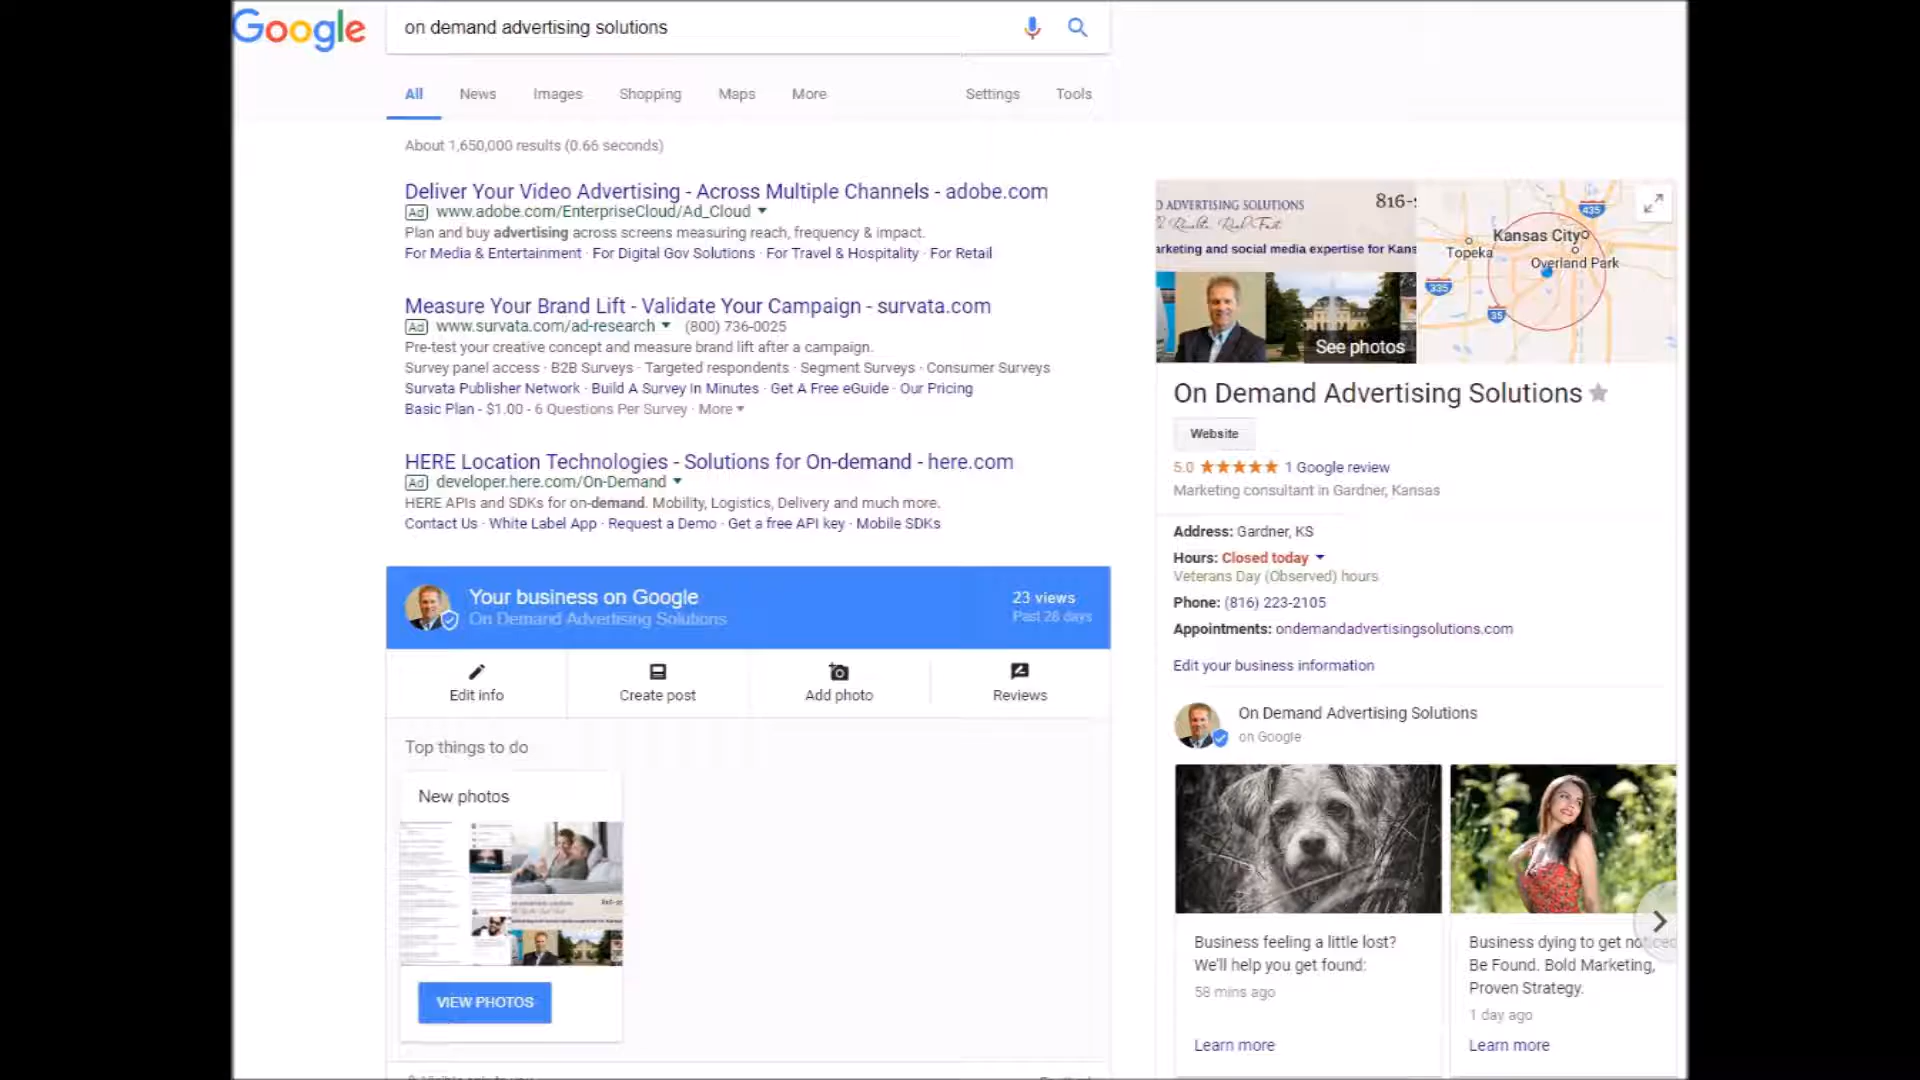 Google
on demand advertising solutions
All News Images Shopping Maps More Settings Tools
About 1,650,000 results (0.66 seconds)
Deliver Your Video Advertising - Across Multiple Channels - adobe.com
Ad www.adobe.com/EnterpriseCloud/Ad_Cloud
Plan and buy advertising across screens measuring reach, frequency & impact.
For Media & Entertainment · For Digital Gov Solutions · For Travel & Hospitality · For Retail
Measure Your Brand Lift - Validate Your Campaign - survata.com
Ad www.survata.com/ad-research (800) 736-0025
Pre-test your creative concept and measure brand lift after a campaign.
Survey panel access · B2B Surveys · Targeted respondents · Segment Surveys · Consumer Surveys
Survata Publisher Network · Build A Survey In Minutes · Get A Free eGuide · Our Pricing
Basic Plan - $1.00 - 6 Questions Per Survey · More
HERE Location Technologies - Solutions for On-demand - here.com
Ad developer.here.com/On-Demand
HERE APIs and SDKs for on-demand. Mobility, Logistics, Delivery and much more.
Contact Us · White Label App · Request a Demo · Get a free API key · Mobile SDKs
Your business on Google
On Demand Advertising Solutions
23 views
Past 28 days
Edit info
Create post
Add photo
Reviews
Top things to do
New photos
VIEW PHOTOS
ADVERTISING SOLUTIONS
816-
Results. Real Fast
marketing and social media expertise for Kans
See photos
435
Kansas City
Topeka
Overland Park
335
35
On Demand Advertising Solutions
Website
5.0 1 Google review
Marketing consultant in Gardner, Kansas
Address: Gardner, KS
Hours: Closed today
Veterans Day (Observed) hours
Phone: (816) 223-2105
Appointments: ondemandadvertisingsolutions.com
Edit your business information
On Demand Advertising Solutions
on Google
Business feeling a little lost?
We'll help you get found:
58 mins ago
Learn more
Business dying to get noticed
Be Found. Bold Marketing,
Proven Strategy.
1 day ago
Learn more